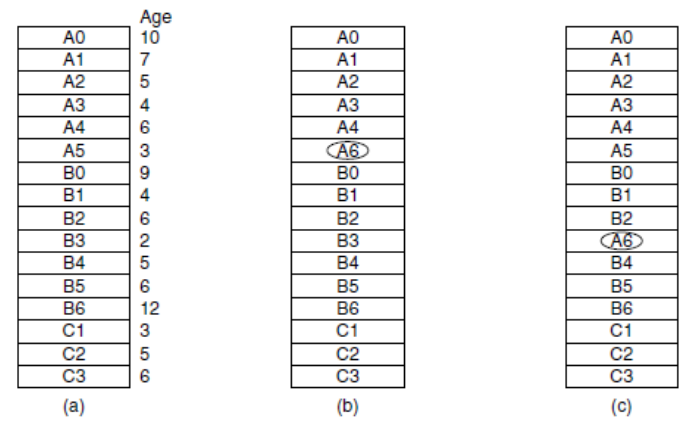 Age
A0 10 A0 A0
A1 7 A1 A1
A2 5 A2 A2
A3 4 A3 A3
A4 6 A4 A4
A5 3 A6 A5
B0 9 B0 B0
B1 4 B1 B1
B2 6 B2 B2
B3 2 B3 A6
B4 5 B4 B4
B5 6 B5 B5
B6 12 B6 B6
C1 3 C1 C1
C2 5 C2 C2
C3 6 C3 C3
(a) (b) (c)